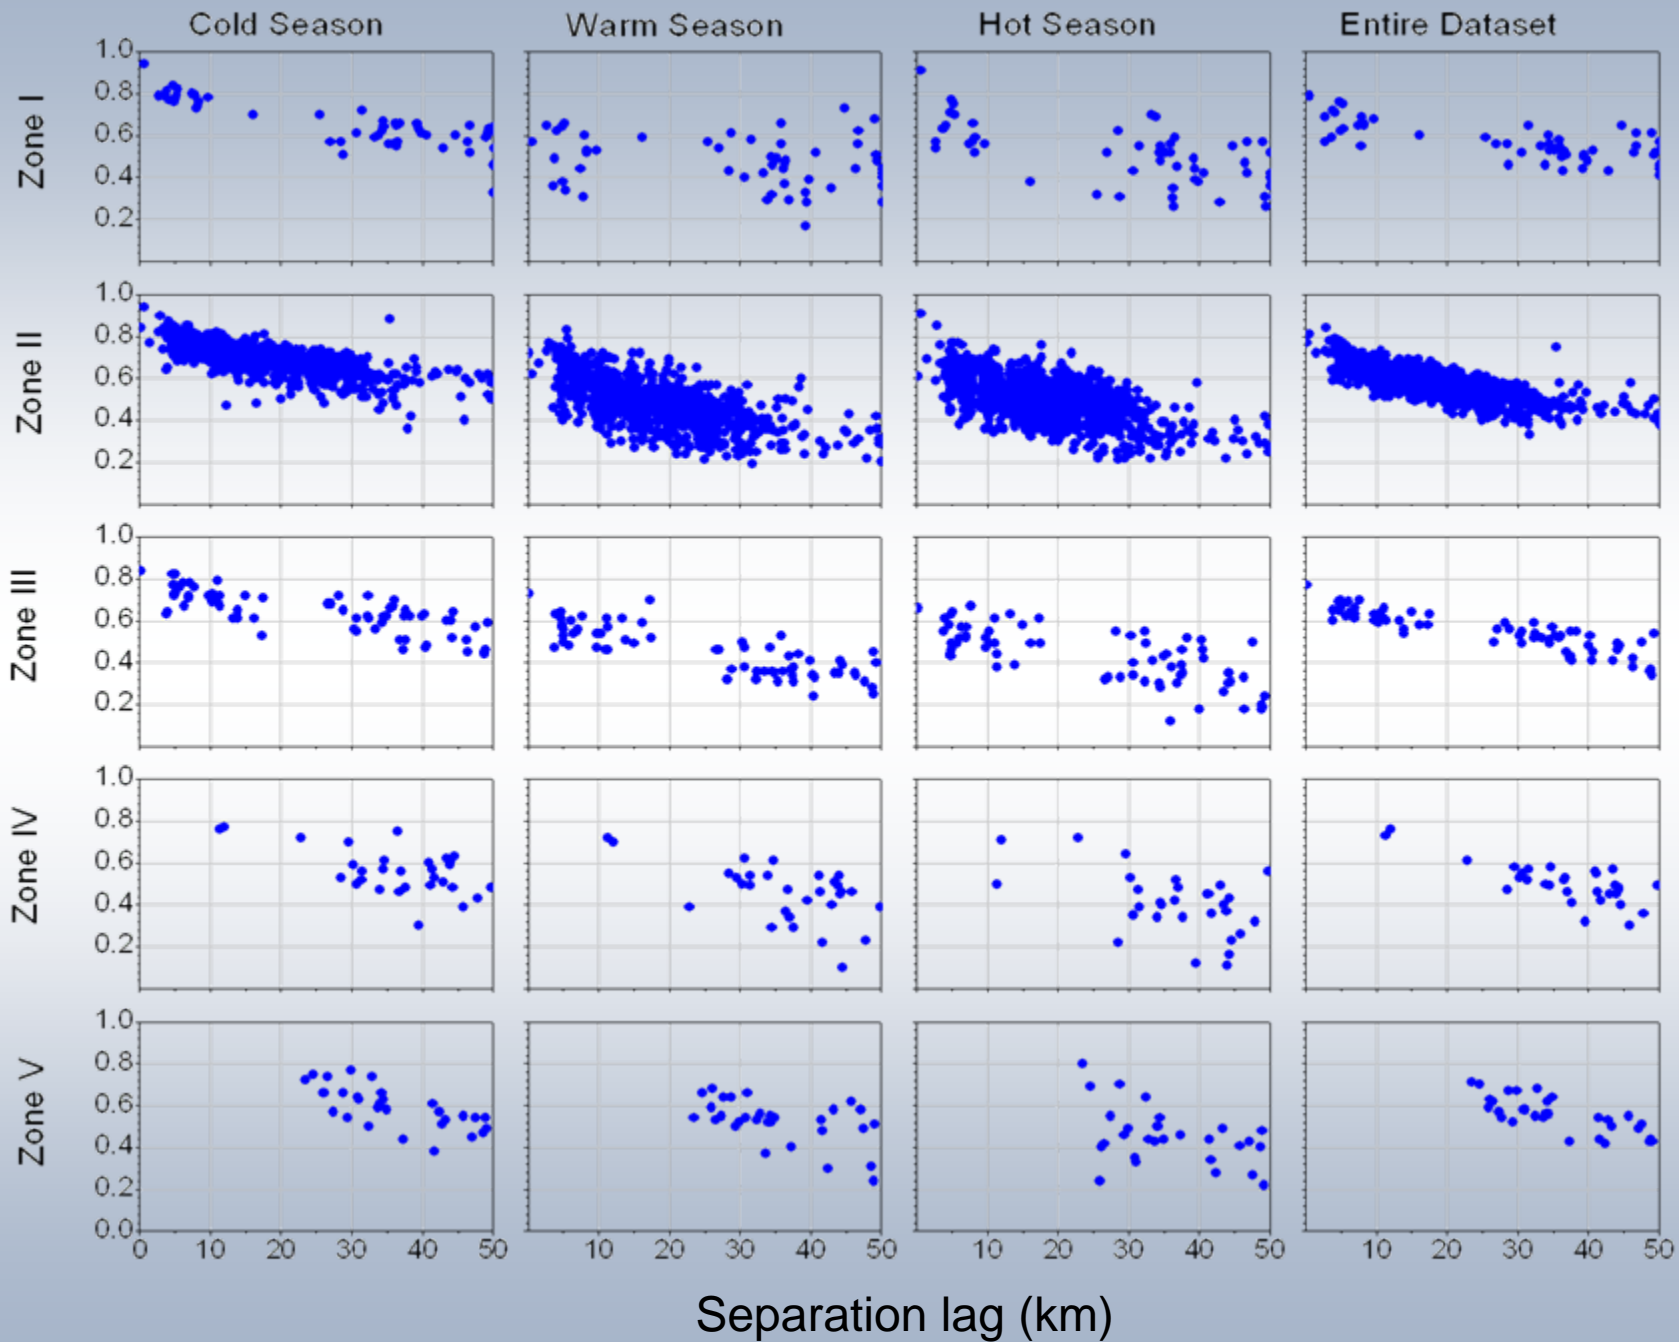 Cold Season Warm Season Hot Season Entire Dataset
Zone I 1.0 0.8 0.6 0.4 0.2
Zone II 1.0 0.8 0.6 0.4 0.2
Zone III 1.0 0.8 0.6 0.4 0.2
Zone IV 1.0 0.8 0.6 0.4 0.2
Zone V 1.0 0.8 0.6 0.4 0.2 0.0
0 10 20 30 40 50 10 20 30 40 50 10 20 30 40 50 10 20 30 40 50
Separation lag (km)